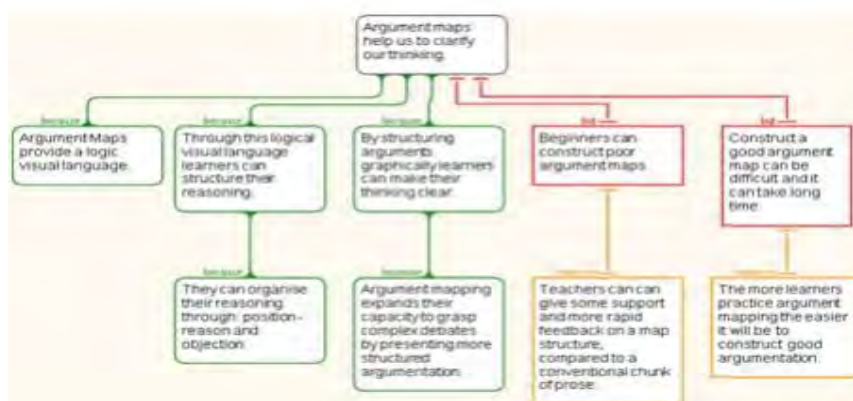 Argument maps
help us to clarify
our thinking.
because
because
because
but
but
Argument Maps
provide a logic
visual language.
Through this logical
visual language
learners can
structure their
reasoning.
By structuring
arguments
graphically learners
can make their
thinking clear
Beginners can
construct poor
argument maps
Construct a
good argument
map can be
difficult and it
can take long
time
because
because
They can organise
their reasoning
through: position-
reason and
objection
Argument mapping
expands their
capacity to grasp
complex debates
by presenting more
structured
argumentation
Teachers can can
give some support
and more rapid
feedback on a map
structure,
compared to a
conventional chunk
of prose
The more learners
practice argument
mapping the easier
it will be to
construct good
argumentation.